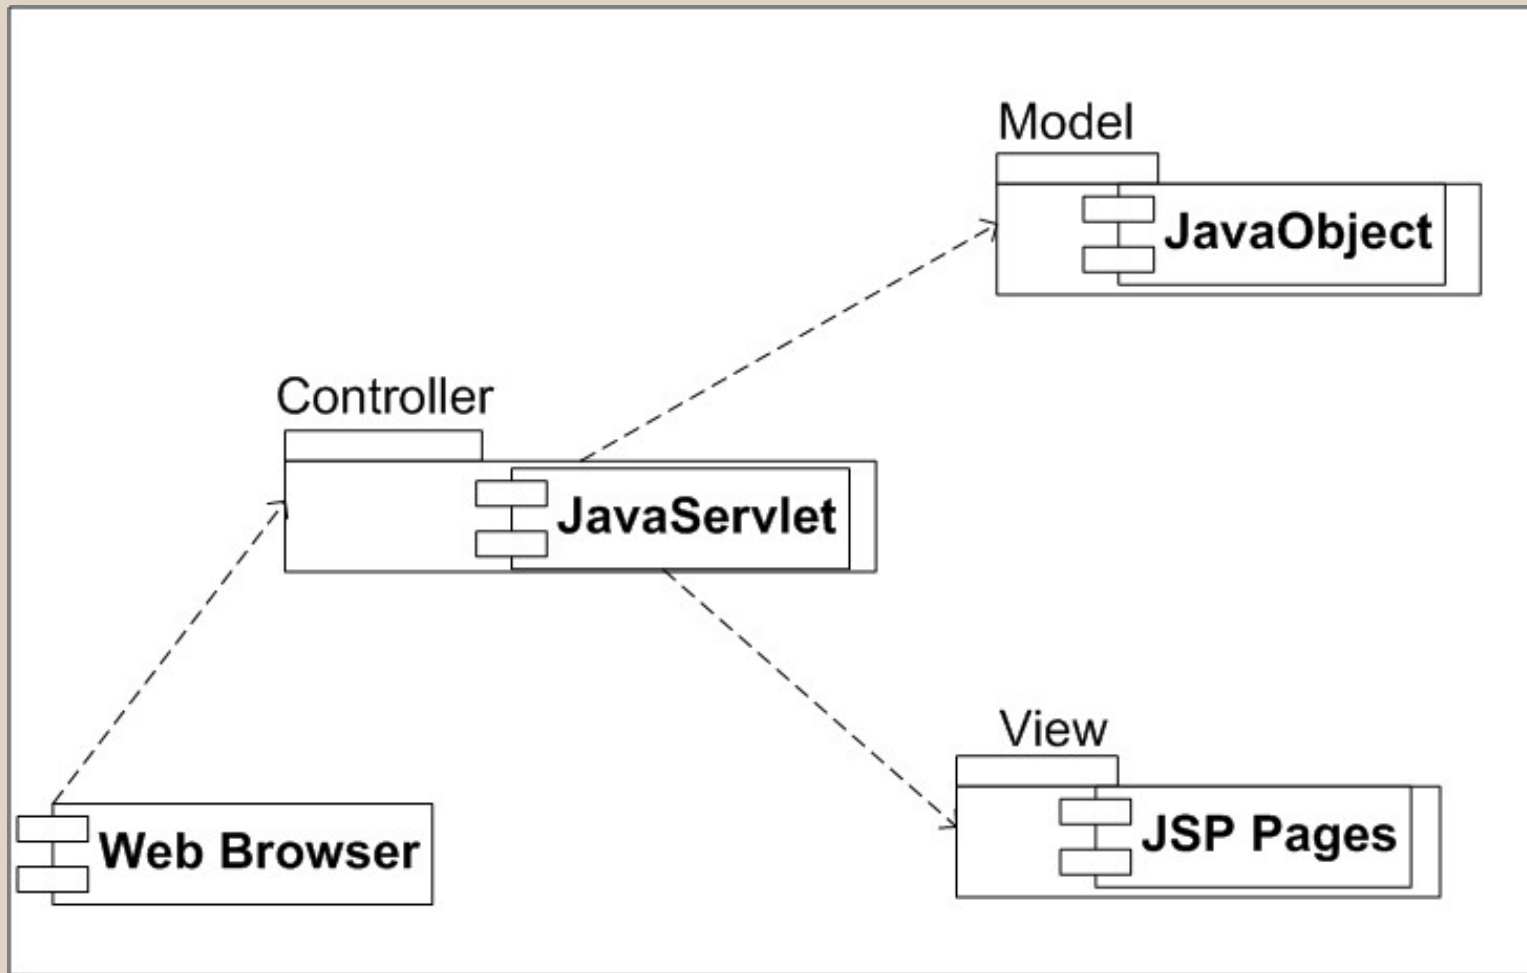 Model
JavaObject
Controller
JavaServlet
View
JSP Pages
Web Browser